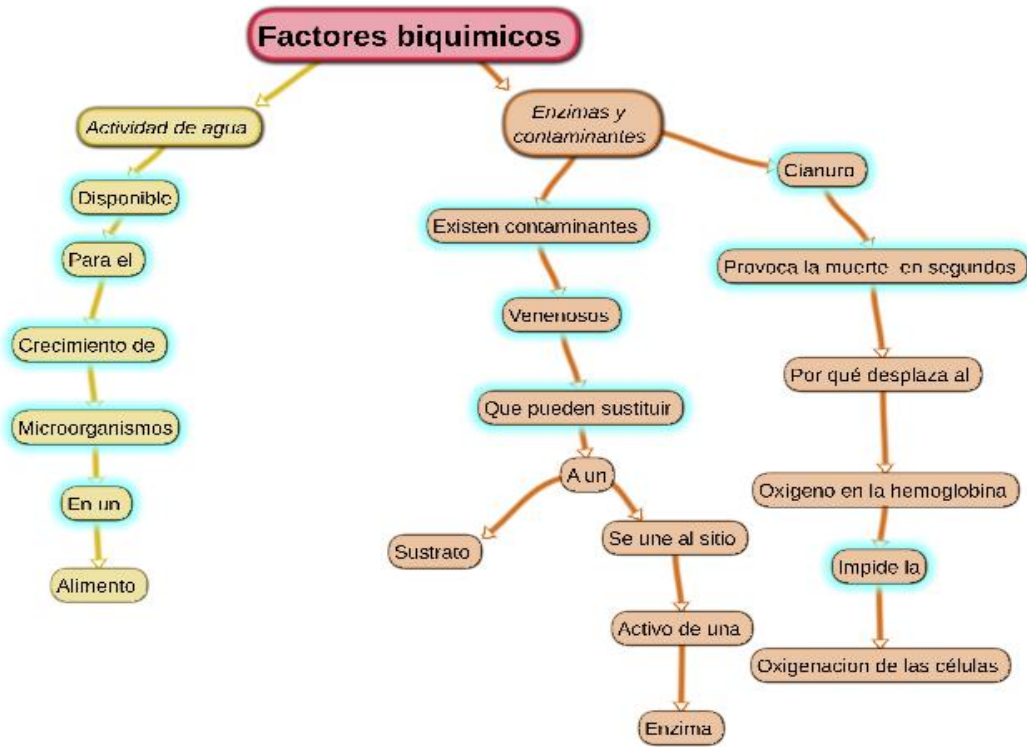 Factores biquimicos
Actividad de agua
Disponible
Para el
Crecimiento de
Microorganismos
En un
Alimento
Enzimas y
contaminantes
Existen contaminantes
Venenosos
Que pueden sustituir
A un
Sustrato
Se une al sitio
Activo de una
Enzima
Cianuro
Provoca la muerte en segundos
Por qué desplaza al
Oxigeno en la hemoglobina
Impide la
Oxigenacion de las células